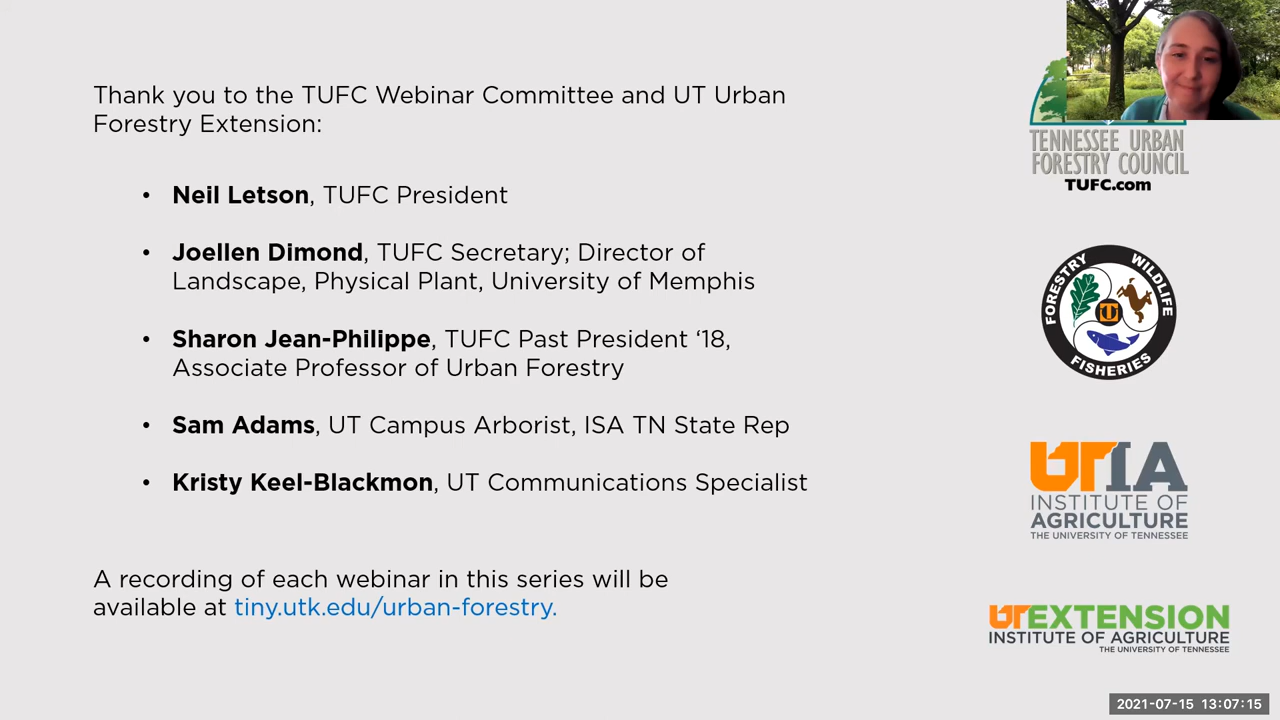 Thank you to the TUFC Webinar Committee and UT Urban
Forestry Extension:
• Neil Letson, TUFC President
• Joellen Dimond, TUFC Secretary; Director of
Landscape, Physical Plant, University of Memphis
• Sharon Jean-Philippe, TUFC Past President ‘18,
Associate Professor of Urban Forestry
• Sam Adams, UT Campus Arborist, ISA TN State Rep
• Kristy Keel-Blackmon, UT Communications Specialist
A recording of each webinar in this series will be
available at tiny.utk.edu/urban-forestry.
TENNESSEE URBAN
FORESTRY COUNCIL
TUFC.com
FORESTRY WILDLIFE
FISHERIES
UTIA
INSTITUTE OF
AGRICULTURE
THE UNIVERSITY OF TENNESSEE
UTEXTENSION
INSTITUTE OF AGRICULTURE
THE UNIVERSITY OF TENNESSEE
2021-07-15 13:07:15